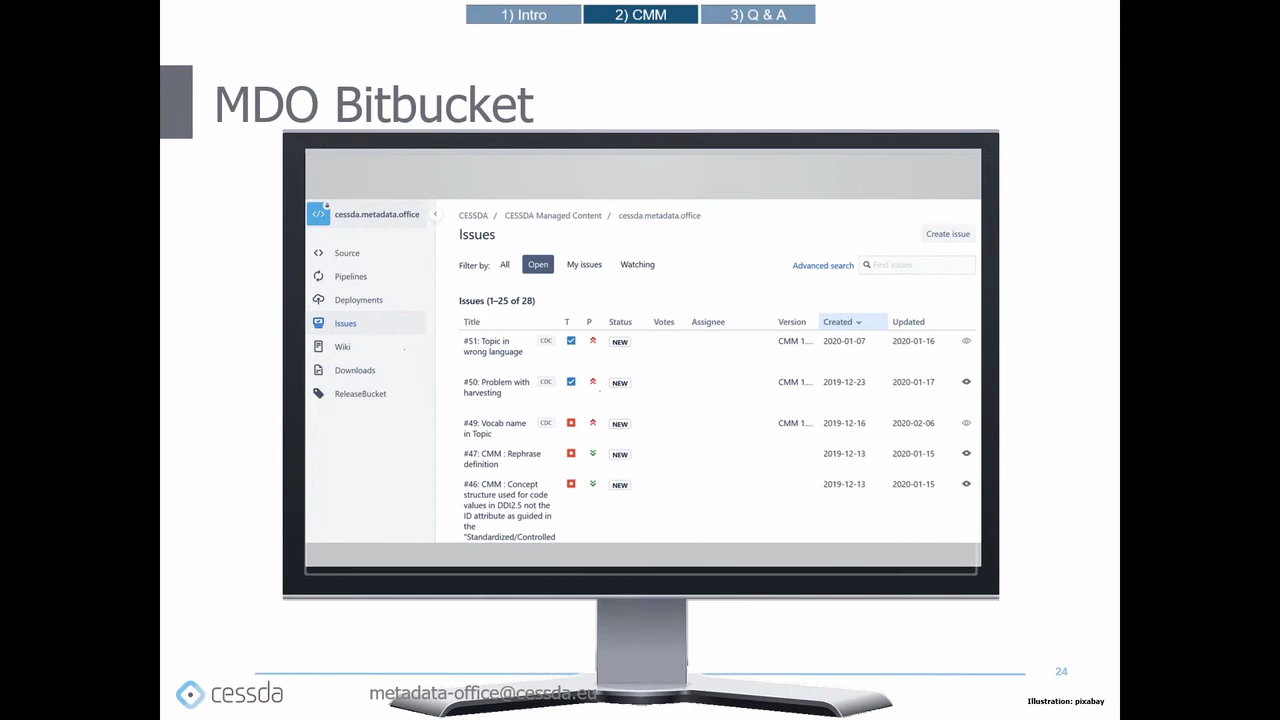 1) Intro
2) CMM
3) Q & A
MDO Bitbucket
cessda.metadata.office
Source
Pipelines
Deployments
Issues
Wiki
Downloads
ReleaseBucket
CESSDA / CESSDA Managed Content / cessda.metadata.office
Issues
Create issue
Filter by: All Open My issues Watching
Advanced search
Find issues
Issues (1–25 of 28)
Title T P Status Votes Assignee Version Created Updated
#51: Topic in CDC NEW CMM 1.... 2020-01-07 2020-01-16
wrong language
#50: Problem with CDC NEW CMM 1.... 2019-12-23 2020-01-17
harvesting
#49: Vocab name CDC NEW CMM 1.... 2019-12-16 2020-02-06
in Topic
#47: CMM : Rephrase NEW 2019-12-13 2020-01-15
definition
#46: CMM : Concept NEW 2019-12-13 2020-01-15
structure used for code
values in DDI2.5 not the
ID attribute as guided in
the
"Standardized/Controlled
24
cessda
metadata-office@cessda.eu
Illustration: pixabay